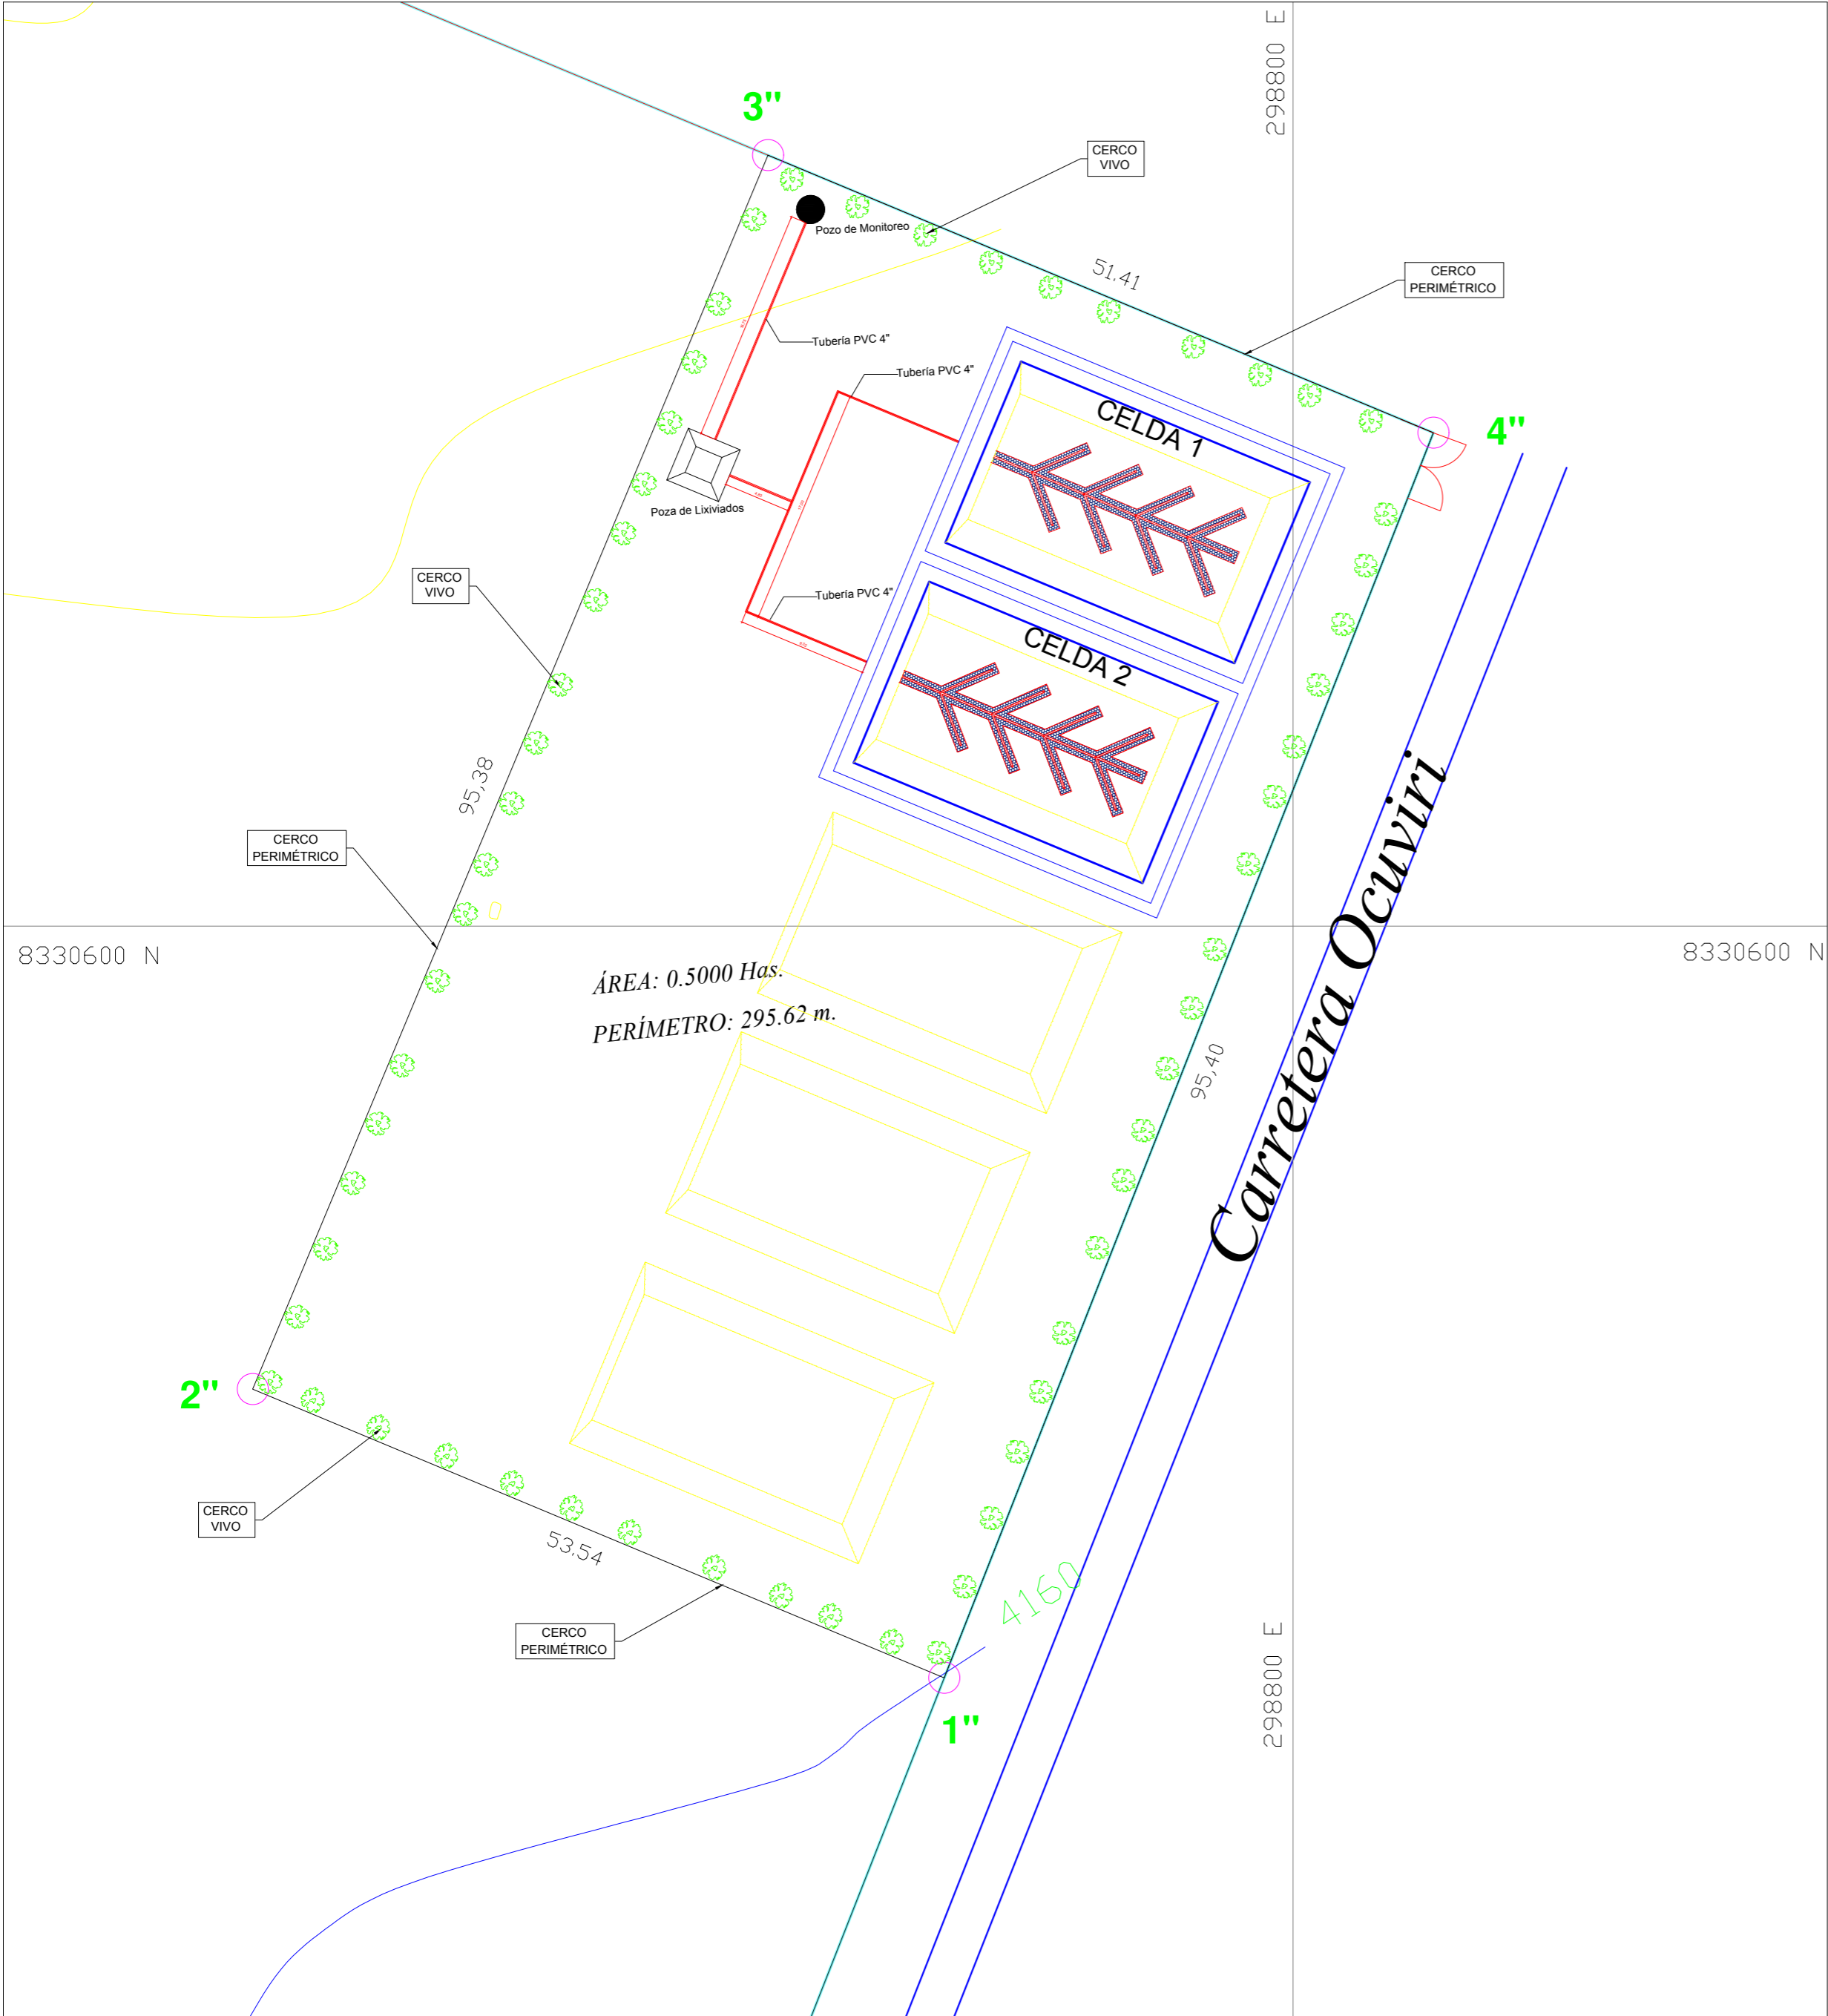 298800 E
3"
CERCO
VIVO
Pozo de Monitoreo
51.41
CERCO
PERIMÉTRICO
Tubería PVC 4"
Tubería PVC 4"
CELDA 1
4"
Poza de Lixiviados
CERCO
VIVO
Tubería PVC 4"
CELDA 2
95,38
CERCO
PERIMÉTRICO
8330600 N
8330600 N
ÁREA: 0.5000 Has.
PERÍMETRO: 295.62 m.
Carretera Ocuviri
95,40
2"
CERCO
VIVO
53.54
4160
CERCO
PERIMÉTRICO
298800 E
1"